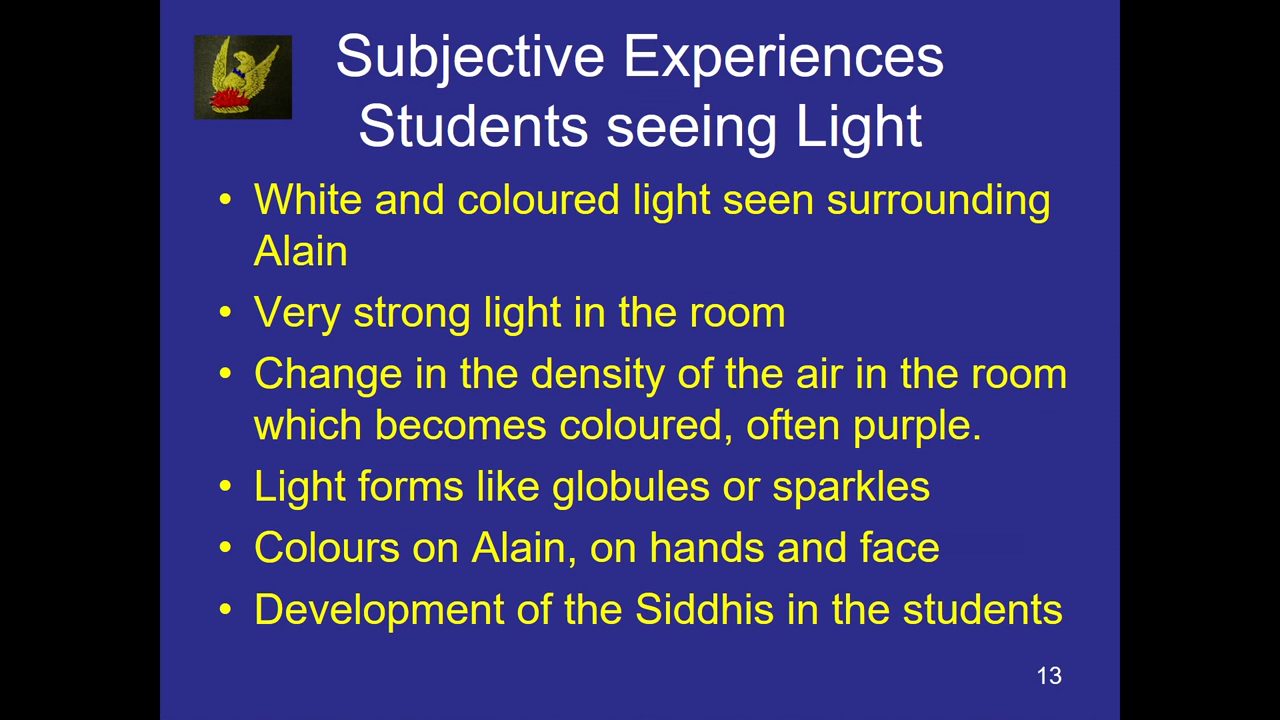 Subjective Experiences
Students seeing Light
• White and coloured light seen surrounding
Alain
• Very strong light in the room
• Change in the density of the air in the room
which becomes coloured, often purple.
• Light forms like globules or sparkles
• Colours on Alain, on hands and face
• Development of the Siddhis in the students
13